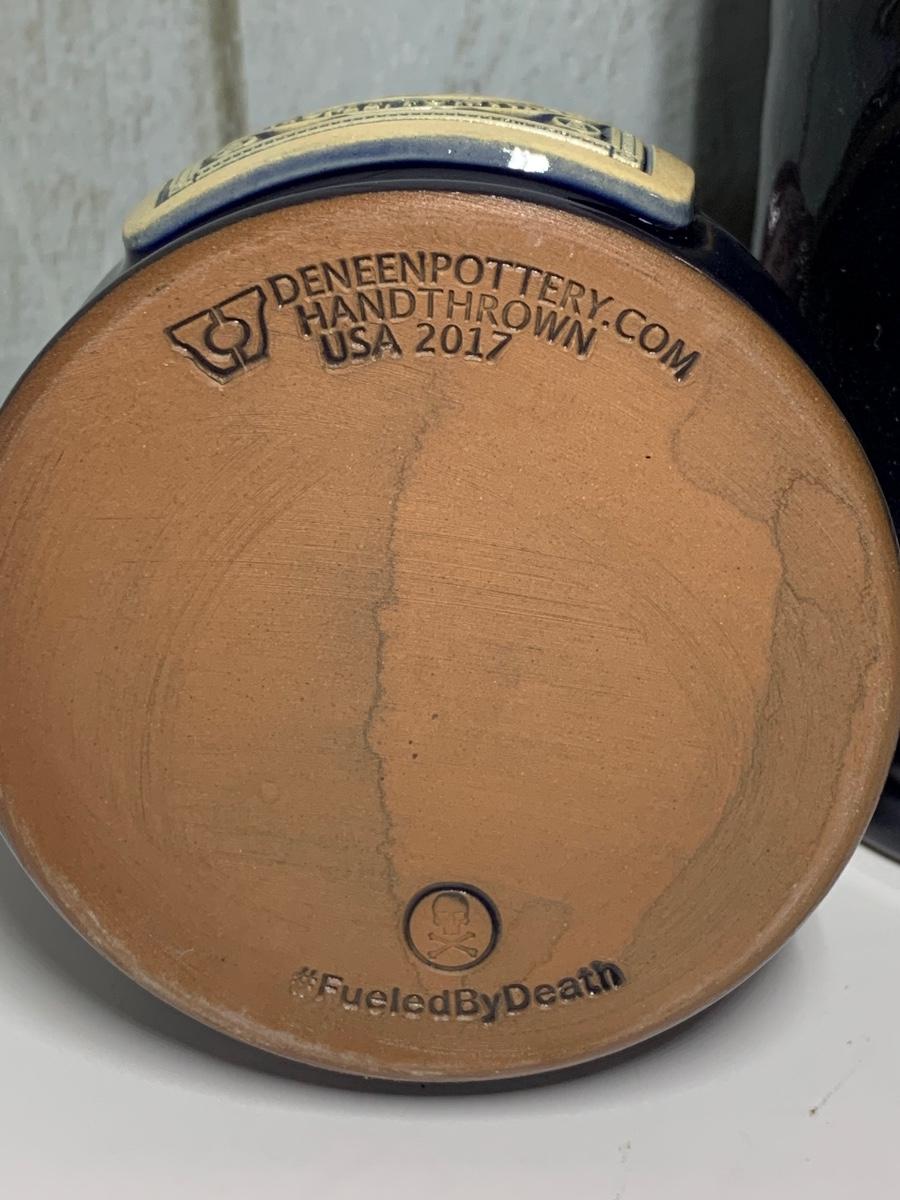 DENEENPOTTERY.COM
HANDTHROWN
USA 2017
#FueledByDeath